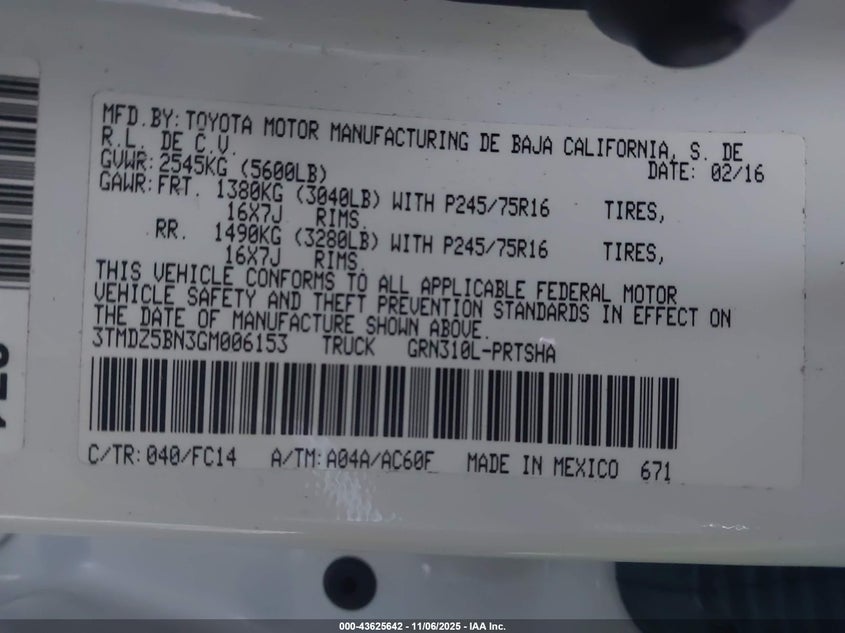 MFD.BY:TOYOTA MOTOR MANUFACTURING DE BAJA CALIFORNIA, S. DE
R.L. DE C.V.
DATE: 02/16
GVWR:2545KG (5600LB)
GAWR:FRT. 1380KG (3040LB) WITH P245/75R16 TIRES,
16X7J RIMS.
RR. 1490KG (3280LB) WITH P245/75R16 TIRES,
16X7J RIMS.
THIS VEHICLE CONFORMS TO ALL APPLICABLE FEDERAL MOTOR
VEHICLE SAFETY AND THEFT PREVENTION STANDARDS IN EFFECT ON
THE DATE OF MANUFACTURE SHOWN ABOVE.
3TMDZ5BN3GM006153 TRUCK GRN310L-PRTSHA
C/TR:040/FC14 A/TM:A04A/AC60F MADE IN MEXICO 671
000-43625642 - 11/06/2025 - IAA Inc.